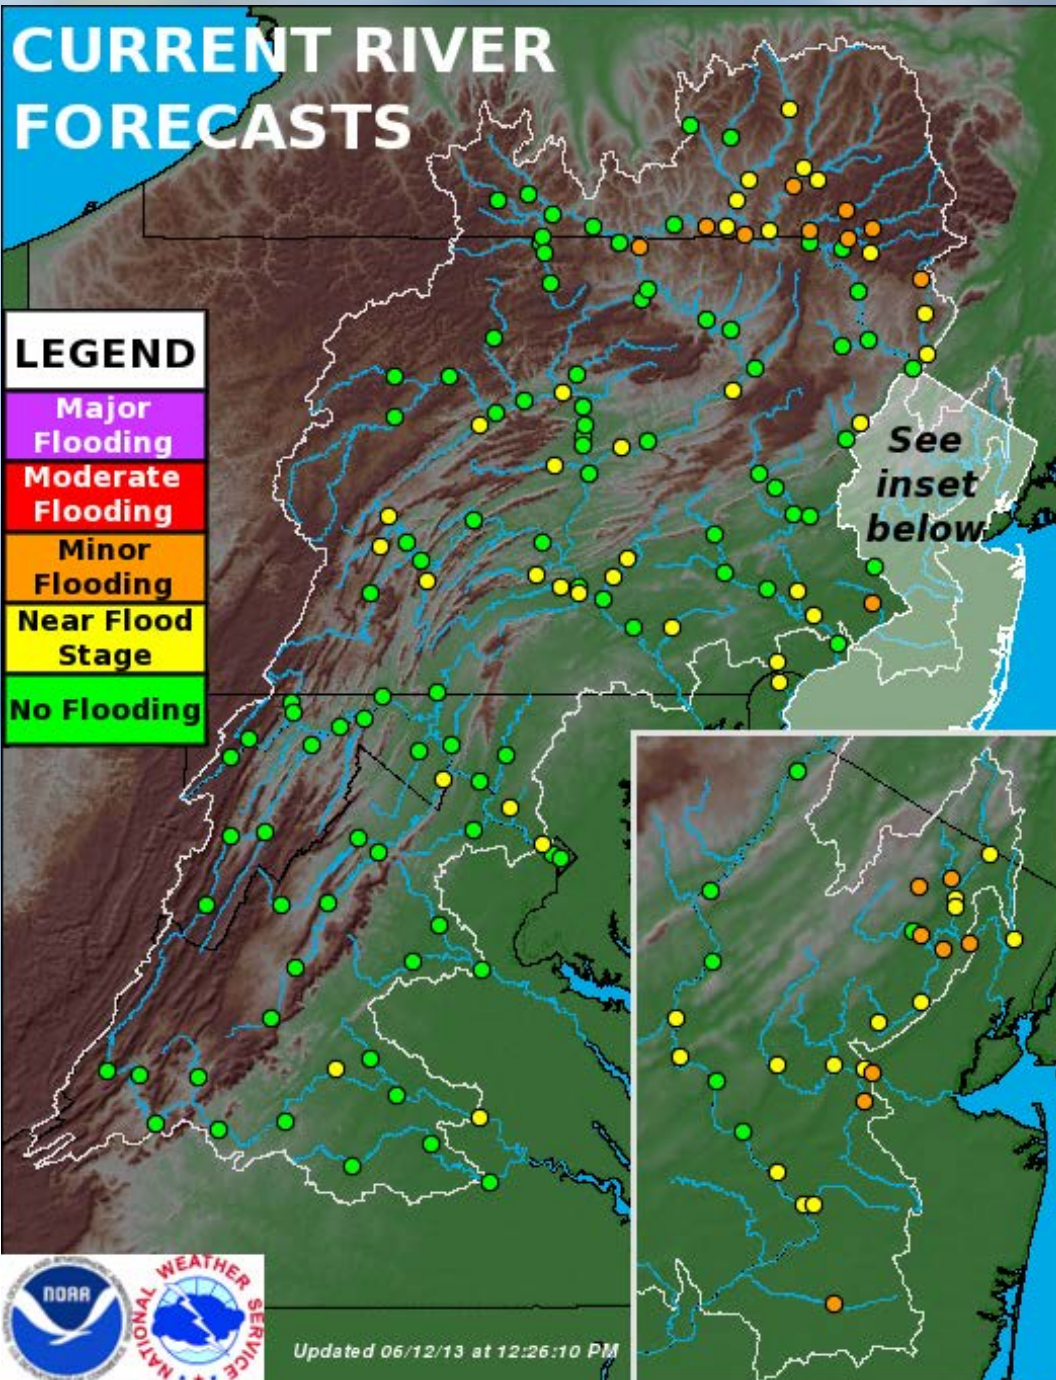 CURRENT RIVER
FORECASTS
LEGEND
Major
Flooding
Moderate
Flooding
Minor
Flooding
Near Flood
Stage
No Flooding
See
inset
below
NOAA
NATIONAL WEATHER SERVICE
Updated 06/12/13 at 12:26:10 PM